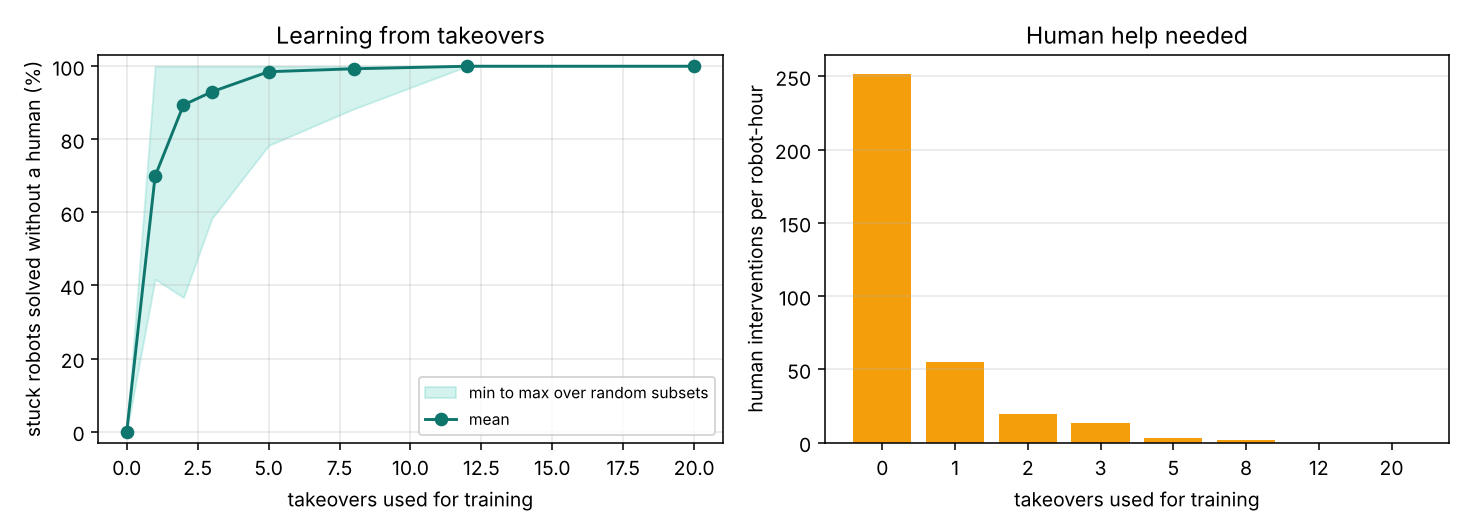 Learning from takeovers
stuck robots solved without a human (%)
100
80
60
40
20
0
min to max over random subsets
mean
0.0 2.5 5.0 7.5 10.0 12.5 15.0 17.5 20.0
takeovers used for training
Human help needed
human interventions per robot-hour
250
200
150
100
50
0
0 1 2 3 5 8 12 20
takeovers used for training